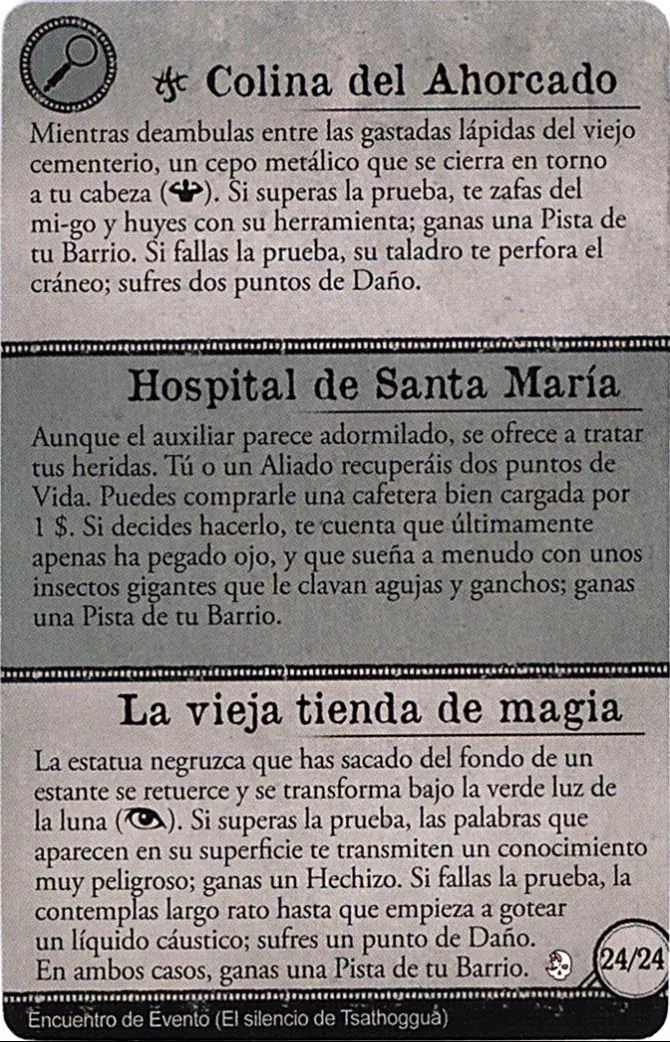 Colina del Ahorcado
Mientras deambulas entre las gastadas lápidas del viejo
cementerio, un cepo metálico que se cierra en torno
a tu cabeza ( ). Si superas la prueba, te zafas del
mi-go y huyes con su herramienta; ganas una Pista de
tu Barrio. Si fallas la prueba, su taladro te perfora el
cráneo; sufres dos puntos de Daño.
Hospital de Santa María
Aunque el auxiliar parece adormilado, se ofrece a tratar
tus heridas. Tú o un Aliado recuperáis dos puntos de
Vida. Puedes comprarle una cafetera bien cargada por
1 $. Si decides hacerlo, te cuenta que últimamente
apenas ha pegado ojo, y que sueña a menudo con unos
insectos gigantes que le clavan agujas y ganchos; ganas
una Pista de tu Barrio.
La vieja tienda de magia
La estatua negruzca que has sacado del fondo de un
estante se retuerce y se transforma bajo la verde luz de
la luna ( ). Si superas la prueba, las palabras que
aparecen en su superficie te transmiten un conocimiento
muy peligroso; ganas un Hechizo. Si fallas la prueba, la
contemplas largo rato hasta que empieza a gotear
un líquido cáustico; sufres un punto de Daño.
En ambos casos, ganas una Pista de tu Barrio.
24/24
Encuentro de Evento (El silencio de Tsathogguà)